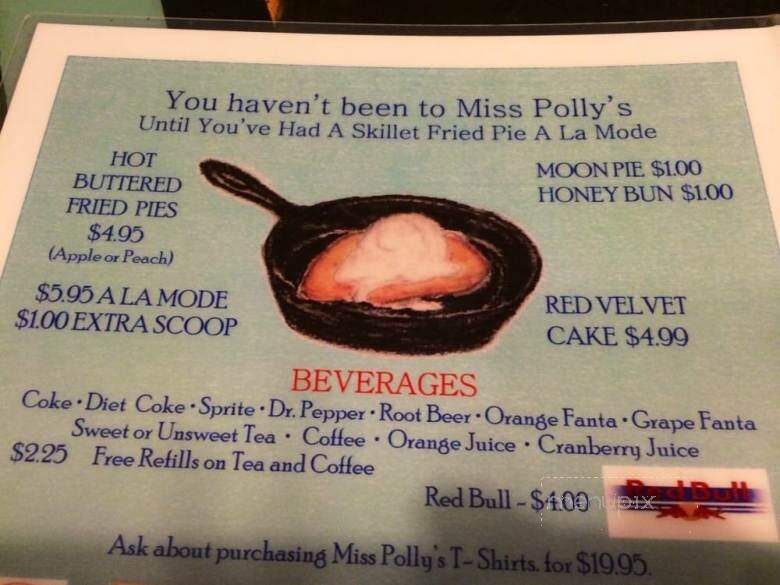 You haven't been to Miss Polly's
Until You've Had A Skillet Fried Pie A La Mode
HOT
BUTTERED
FRIED PIES
$4.95
(Apple or Peach)
$5.95 A LA MODE
$1.00 EXTRA SCOOP
MOON PIE $1.00
HONEY BUN $1.00
RED VELVET
CAKE $4.99
BEVERAGES
Coke · Diet Coke · Sprite · Dr. Pepper · Root Beer · Orange Fanta · Grape Fanta
Sweet or Unsweet Tea · Coffee · Orange Juice · Cranberry Juice
$2.25 Free Refills on Tea and Coffee
Red Bull - $4.00
Red Bull
menupix
Ask about purchasing Miss Polly's T-Shirts. for $19.95.